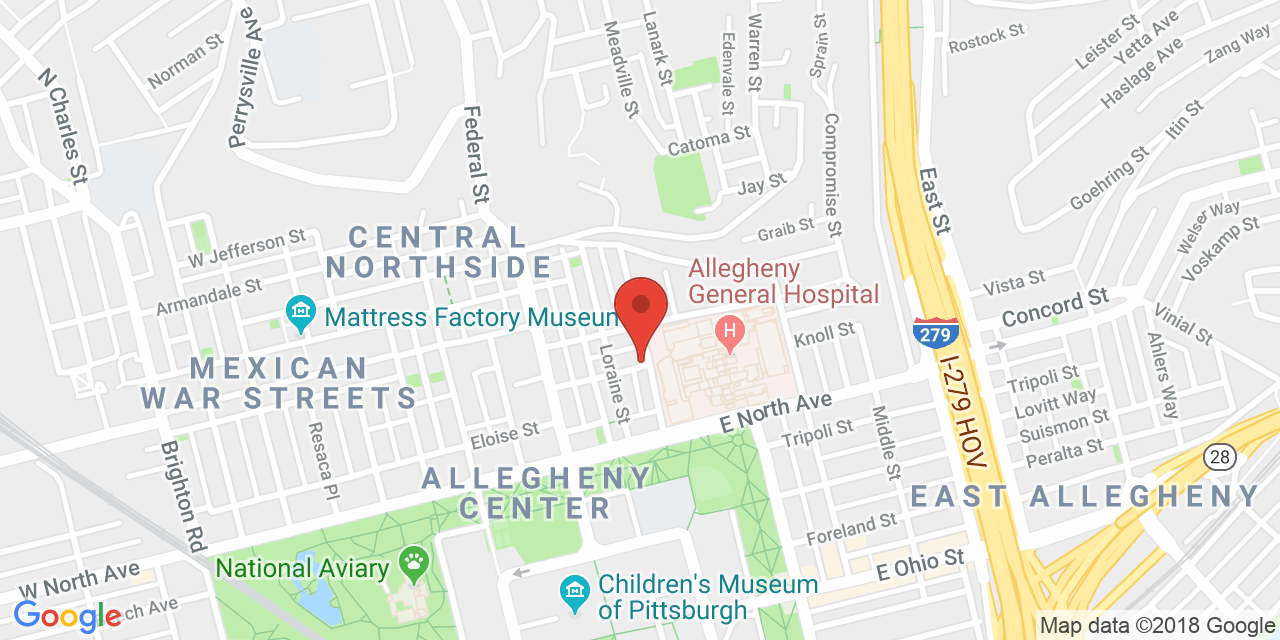 Norman St
Perrysville Ave
N Charles St
Federal St
Meadville St
Lanark St
Edenvale St
Warren St
Spran St
Compromise St
Catoma St
Jay St
Graib St
Rostock St
Leister St
Yetta Ave
Haslage Ave
Zang Way
Itin St
Goehring St
East St
Welser Way
Voskamp St
W Jefferson St
Armandale St
CENTRAL
NORTHSIDE
Allegheny
General Hospital
H
Mattress Factory Museum
Vista St
Concord St
Vinial St
Knoll St
279
I-279 HOV
Loraine St
MEXICAN
WAR STREETS
Resaca Pl
Eloise St
E North Ave
Tripoli St
Middle St
Tripoli St
Lovitt Way
Suismon St
Peralta St
Ahlers Way
28
Brighton Rd
ALLEGHENY
CENTER
EAST ALLEGHENY
Foreland St
E Ohio St
National Aviary
W North Ave
ech Ave
Children's Museum
of Pittsburgh
Google
Map data ©2018 Google